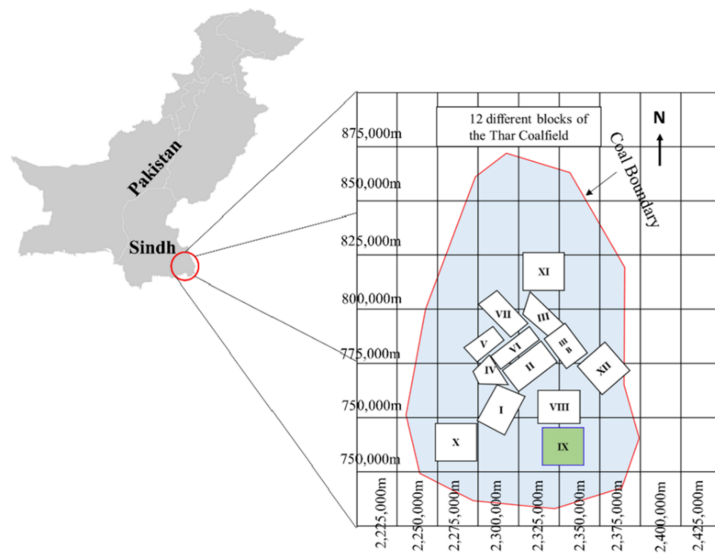 Pakistan
Sindh
12 different blocks of
the Thar Coalfield
N
Coal Boundary
875,000m
850,000m
825,000m
800,000m
775,000m
750,000m
750,000m
XI
VII
III
V
VI
III
B
IV
II
XII
I
VIII
X
IX
2,225,000m
2,250,000m
2,275,000m
2,300,000m
2,325,000m
2,350,000m
2,375,000m
2,400,000m
2,425,000m